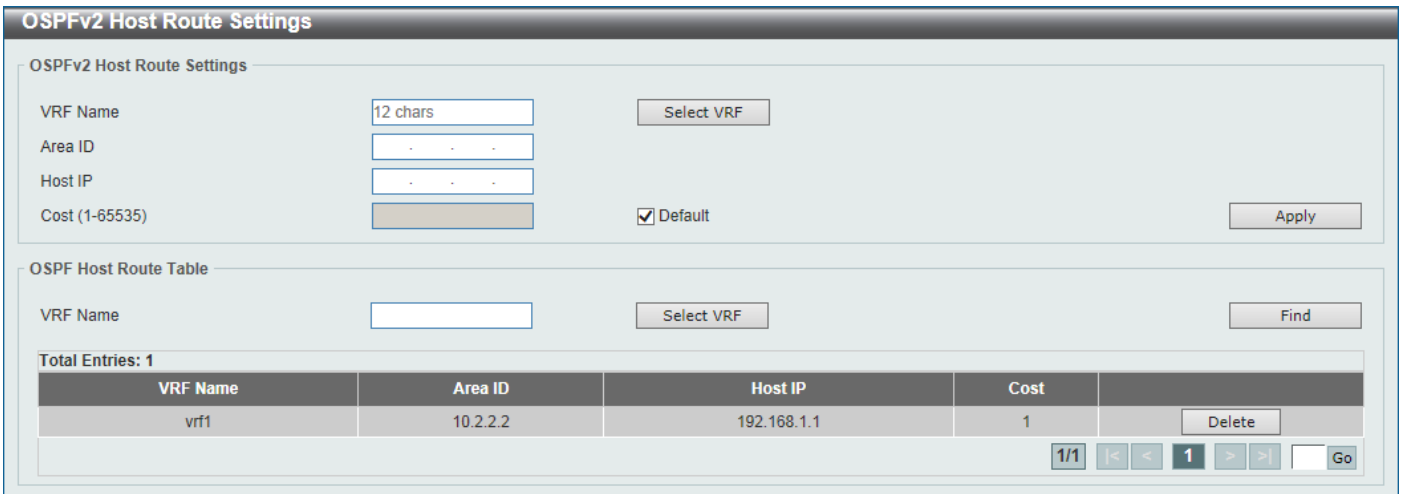 OSPFv2 Host Route Settings
OSPFv2 Host Route Settings
VRF Name 12 chars Select VRF
Area ID . . .
Host IP . . .
Cost (1-65535) Default Apply
OSPF Host Route Table
VRF Name Select VRF Find
Total Entries: 1
VRF Name Area ID Host IP Cost
vrf1 10.2.2.2 192.168.1.1 1 Delete
1/1 |< < 1 > >| Go